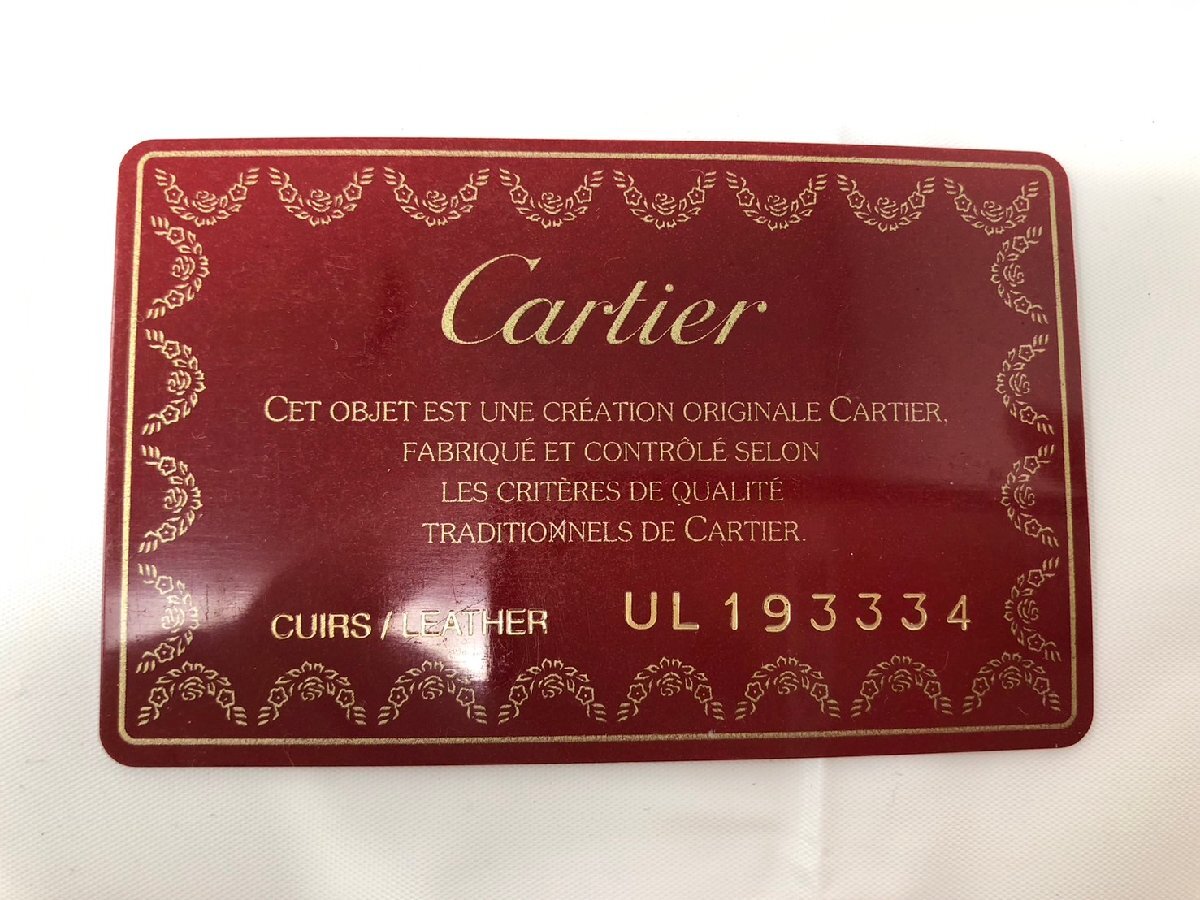 Cartier
CET OBJET EST UNE CRÉATION ORIGINALE CARTIER,
FABRIQUÉ ET CONTRÔLÉ SELON
LES CRITÈRES DE QUALITÉ
TRADITIONNELS DE CARTIER.
CUIRS / LEATHER UL193334